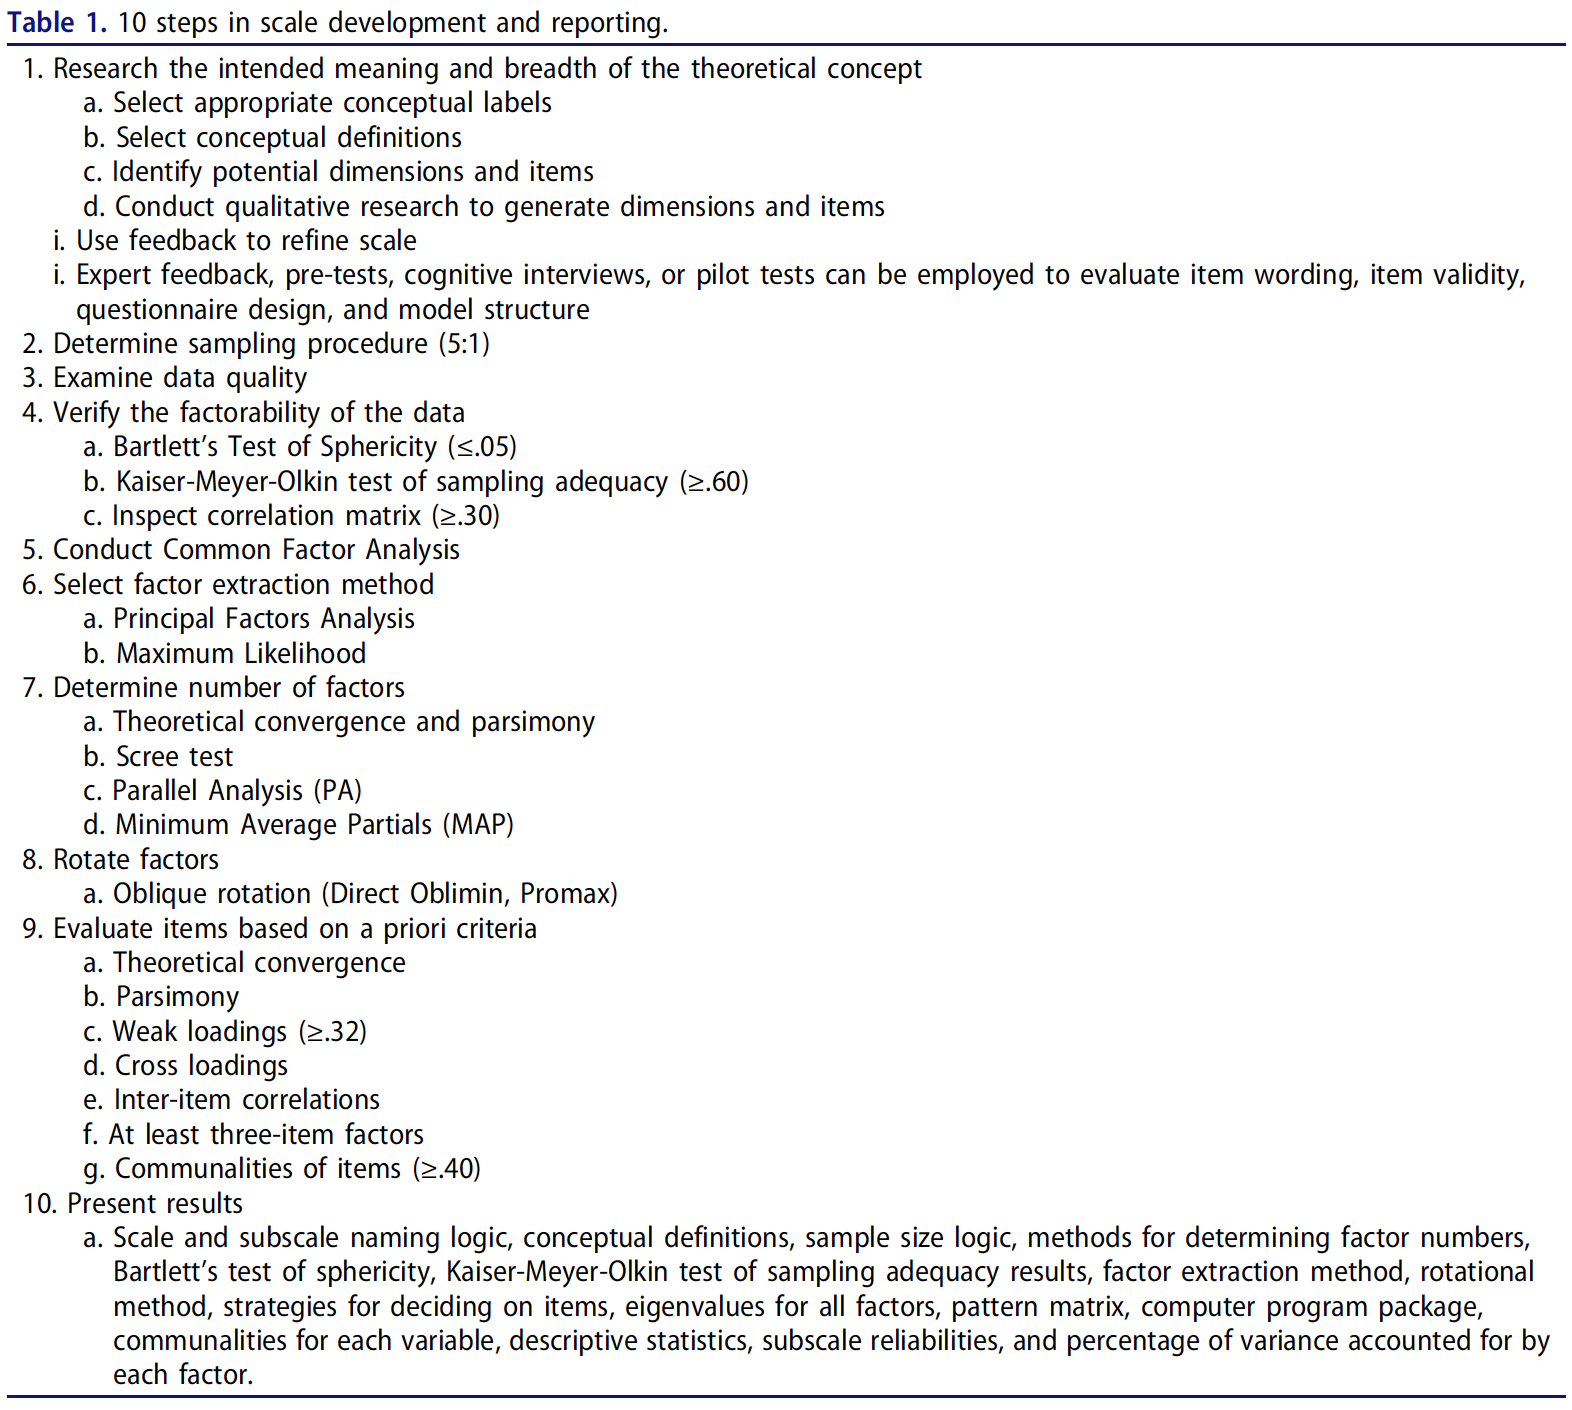 Table 1. 10 steps in scale development and reporting.
1. Research the intended meaning and breadth of the theoretical concept
a. Select appropriate conceptual labels
b. Select conceptual definitions
c. Identify potential dimensions and items
d. Conduct qualitative research to generate dimensions and items
i. Use feedback to refine scale
i. Expert feedback, pre-tests, cognitive interviews, or pilot tests can be employed to evaluate item wording, item validity,
questionnaire design, and model structure
2. Determine sampling procedure (5:1)
3. Examine data quality
4. Verify the factorability of the data
a. Bartlett’s Test of Sphericity (≤.05)
b. Kaiser-Meyer-Olkin test of sampling adequacy (≥.60)
c. Inspect correlation matrix (≥.30)
5. Conduct Common Factor Analysis
6. Select factor extraction method
a. Principal Factors Analysis
b. Maximum Likelihood
7. Determine number of factors
a. Theoretical convergence and parsimony
b. Scree test
c. Parallel Analysis (PA)
d. Minimum Average Partials (MAP)
8. Rotate factors
a. Oblique rotation (Direct Oblimin, Promax)
9. Evaluate items based on a priori criteria
a. Theoretical convergence
b. Parsimony
c. Weak loadings (≥.32)
d. Cross loadings
e. Inter-item correlations
f. At least three-item factors
g. Communalities of items (≥.40)
10. Present results
a. Scale and subscale naming logic, conceptual definitions, sample size logic, methods for determining factor numbers,
Bartlett’s test of sphericity, Kaiser-Meyer-Olkin test of sampling adequacy results, factor extraction method, rotational
method, strategies for deciding on items, eigenvalues for all factors, pattern matrix, computer program package,
communalities for each variable, descriptive statistics, subscale reliabilities, and percentage of variance accounted for by
each factor.